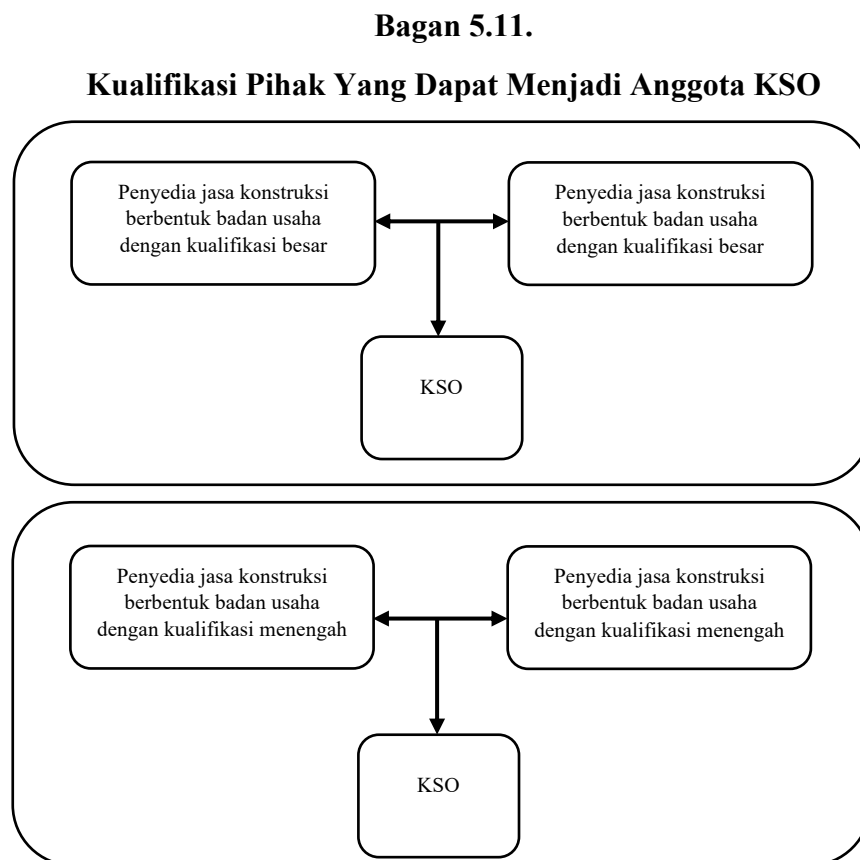 Bagan 5.11.
Kualifikasi Pihak Yang Dapat Menjadi Anggota KSO
Penyedia jasa konstruksi
berbentuk badan usaha
dengan kualifikasi besar
Penyedia jasa konstruksi
berbentuk badan usaha
dengan kualifikasi besar
KSO
Penyedia jasa konstruksi
berbentuk badan usaha
dengan kualifikasi menengah
Penyedia jasa konstruksi
berbentuk badan usaha
dengan kualifikasi menengah
KSO